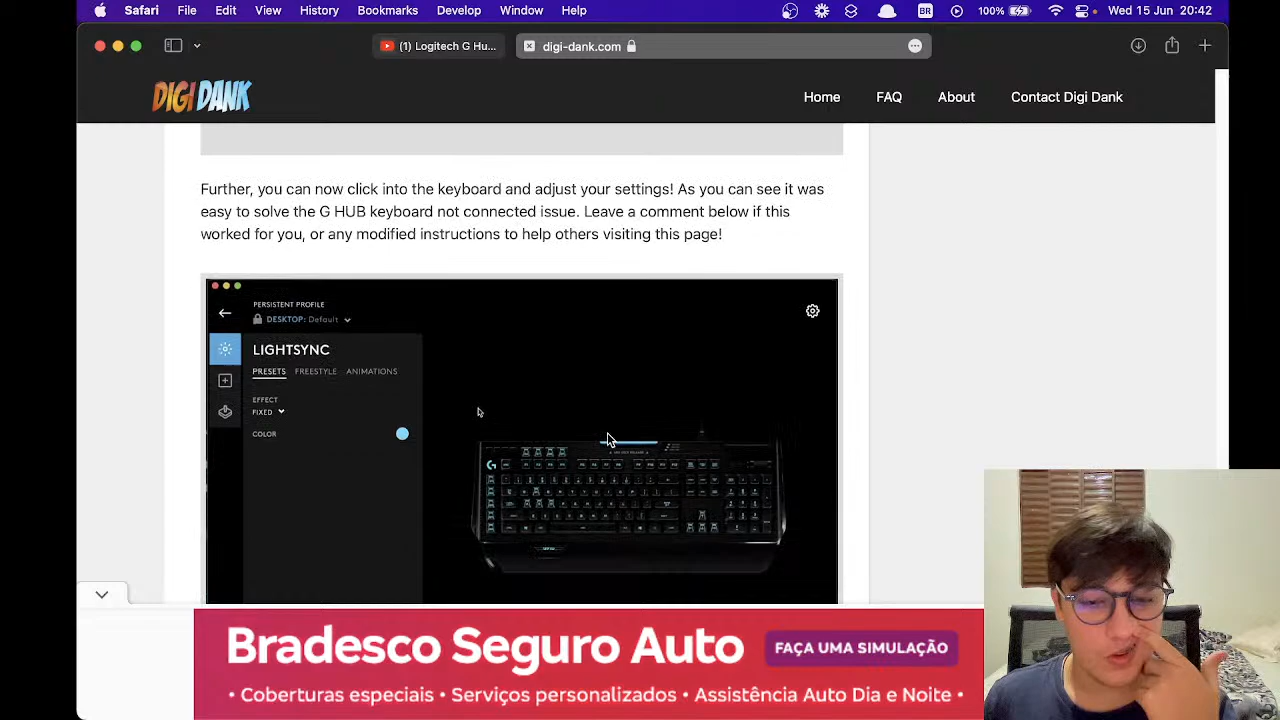 Safari File Edit View History Bookmarks Develop Window Help BR 100% Wed 15 Jun 20:42
(1) Logitech G Hu... digi-dank.com
DIGI DANK Home FAQ About Contact Digi Dank
Further, you can now click into the keyboard and adjust your settings! As you can see it was
easy to solve the G HUB keyboard not connected issue. Leave a comment below if this
worked for you, or any modified instructions to help others visiting this page!
PERSISTENT PROFILE
DESKTOP: Default
LIGHTSYNC
PRESETS FREESTYLE ANIMATIONS
EFFECT
FIXED
COLOR
Bradesco Seguro Auto
FAÇA UMA SIMULAÇÃO
• Coberturas especiais • Serviços personalizados • Assistência Auto Dia e Noite •